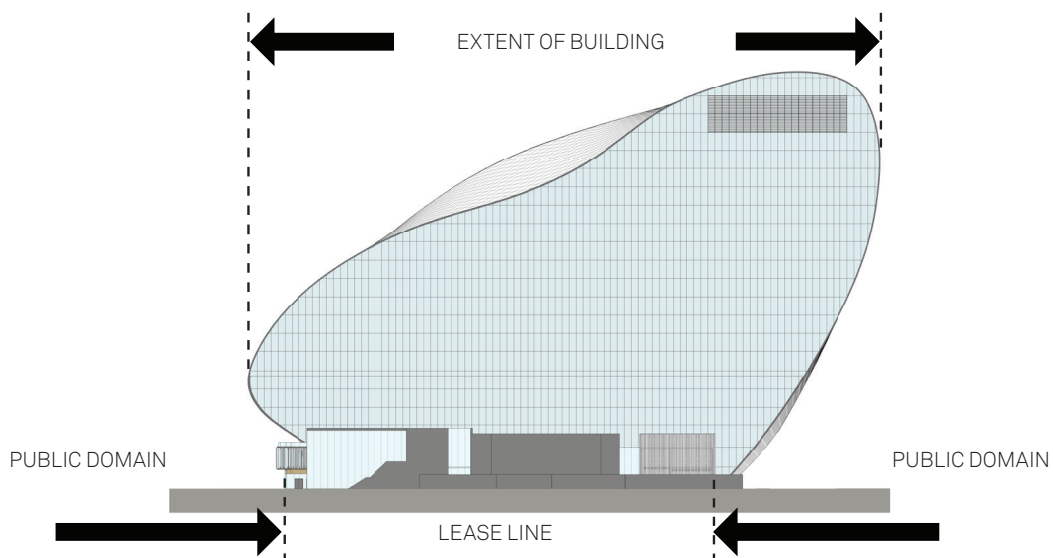 EXTENT OF BUILDING
PUBLIC DOMAIN
PUBLIC DOMAIN
LEASE LINE